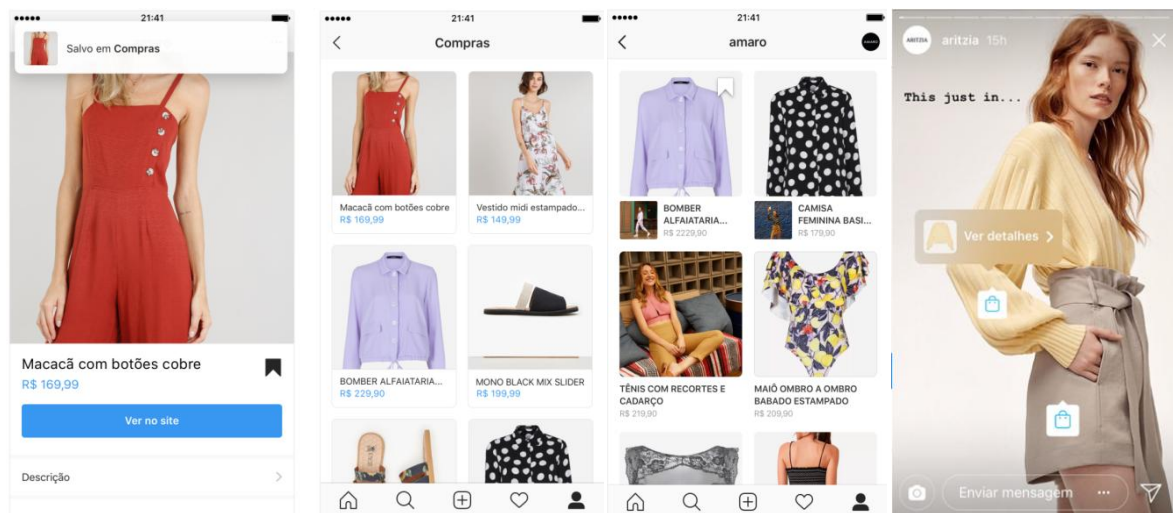 21:41
Salvo em Compras
Macacã com botões cobre
R$ 169,99
Ver no site
Descrição
21:41
Compras
Macacã com botões cobre
R$ 169,99
Vestido midi estampado...
R$ 149,99
BOMBER ALFAIATARIA...
R$ 229,90
MONO BLACK MIX SLIDER
R$ 199,99
21:41
amaro
BOMBER
ALFAIATARIA...
R$ 2229,90
CAMISA
FEMININA BASI...
R$ 179,90
TÊNIS COM RECORTES E
CADARÇO
R$ 219,90
MAIÔ OMBRO A OMBRO
BABADO ESTAMPADO
R$ 209,90
ARITZIA
aritzia 15h
This just in...
Ver detalhes
Enviar mensagem